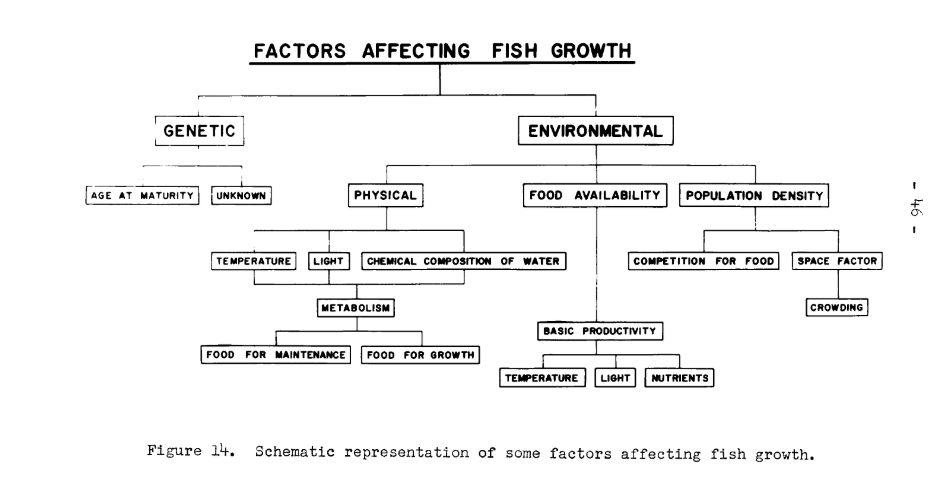 FACTORS AFFECTING FISH GROWTH
GENETIC
ENVIRONMENTAL
AGE AT MATURITY
UNKNOWN
PHYSICAL
FOOD AVAILABILITY
POPULATION DENSITY
TEMPERATURE
LIGHT
CHEMICAL COMPOSITION OF WATER
COMPETITION FOR FOOD
SPACE FACTOR
METABOLISM
CROWDING
BASIC PRODUCTIVITY
FOOD FOR MAINTENANCE
FOOD FOR GROWTH
TEMPERATURE
LIGHT
NUTRIENTS
Figure 14. Schematic representation of some factors affecting fish growth.
- 46 -